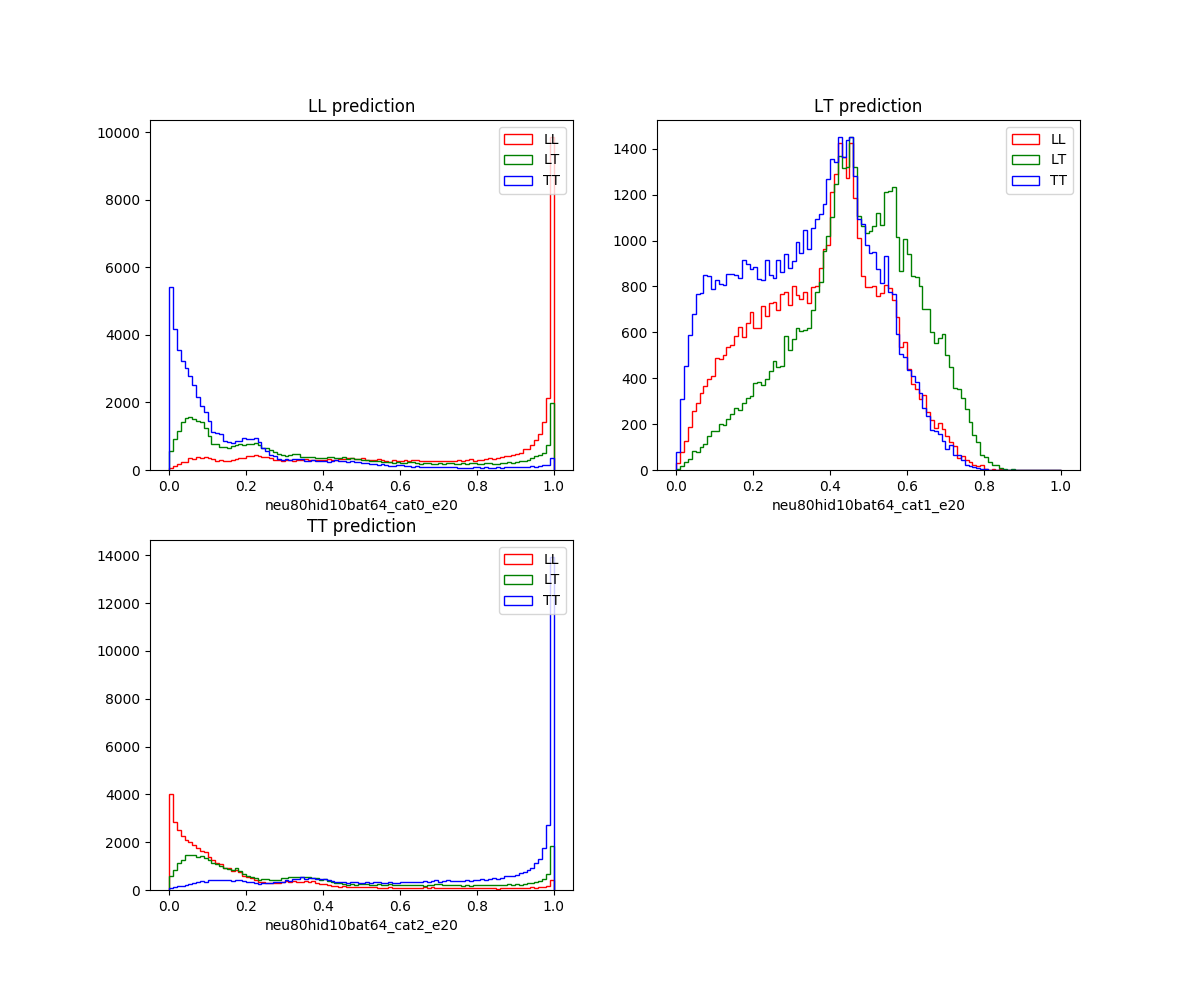 LL prediction
10000
8000
6000
4000
2000
0
0.0 0.2 0.4 0.6 0.8 1.0
neu80hid10bat64_cat0_e20
LL
LT
TT
LT prediction
1400
1200
1000
800
600
400
200
0
0.0 0.2 0.4 0.6 0.8 1.0
neu80hid10bat64_cat1_e20
LL
LT
TT
TT prediction
14000
12000
10000
8000
6000
4000
2000
0
0.0 0.2 0.4 0.6 0.8 1.0
neu80hid10bat64_cat2_e20
LL
LT
TT